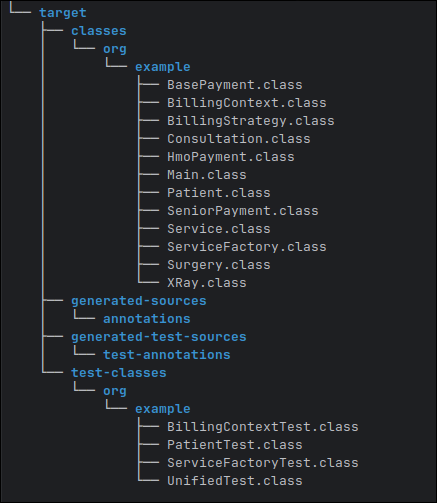 target
classes
org
example
BasePayment.class
BillingContext.class
BillingStrategy.class
Consultation.class
HmoPayment.class
Main.class
Patient.class
SeniorPayment.class
Service.class
ServiceFactory.class
Surgery.class
XRay.class
generated-sources
annotations
generated-test-sources
test-annotations
test-classes
org
example
BillingContextTest.class
PatientTest.class
ServiceFactoryTest.class
UnifiedTest.class